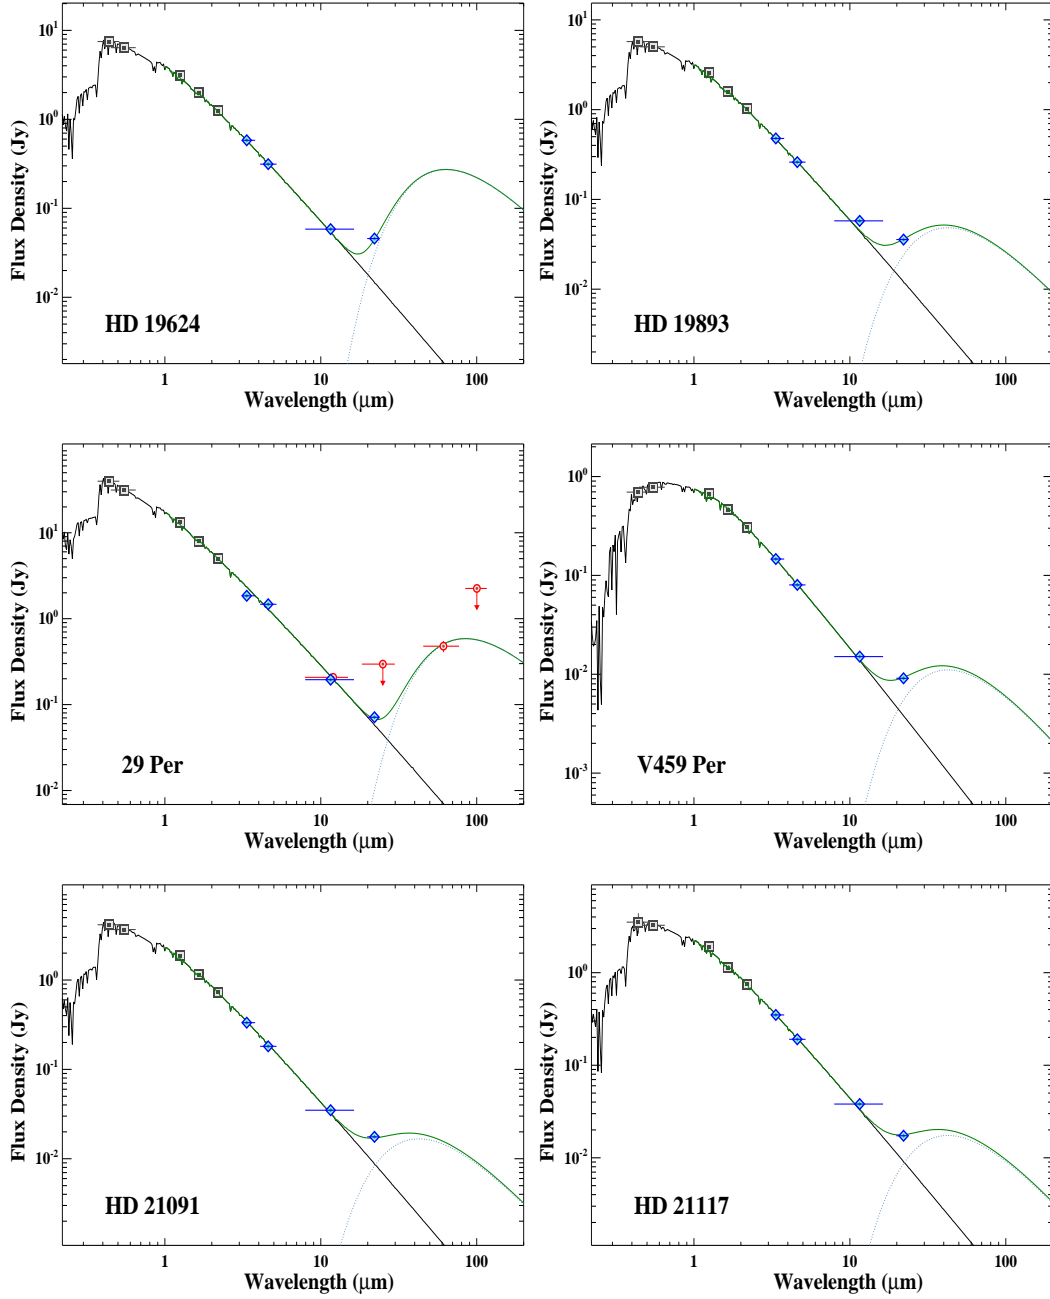 Flux Density (Jy)
10¹
10⁰
10⁻¹
10⁻²
HD 19624
1 10 100
Wavelength (μm)
Flux Density (Jy)
10¹
10⁰
10⁻¹
10⁻²
HD 19893
1 10 100
Wavelength (μm)
Flux Density (Jy)
10¹
10⁰
10⁻¹
10⁻²
29 Per
1 10 100
Wavelength (μm)
Flux Density (Jy)
10⁰
10⁻¹
10⁻²
10⁻³
V459 Per
1 10 100
Wavelength (μm)
Flux Density (Jy)
10⁰
10⁻¹
10⁻²
HD 21091
1 10 100
Wavelength (μm)
Flux Density (Jy)
10⁰
10⁻¹
10⁻²
HD 21117
1 10 100
Wavelength (μm)